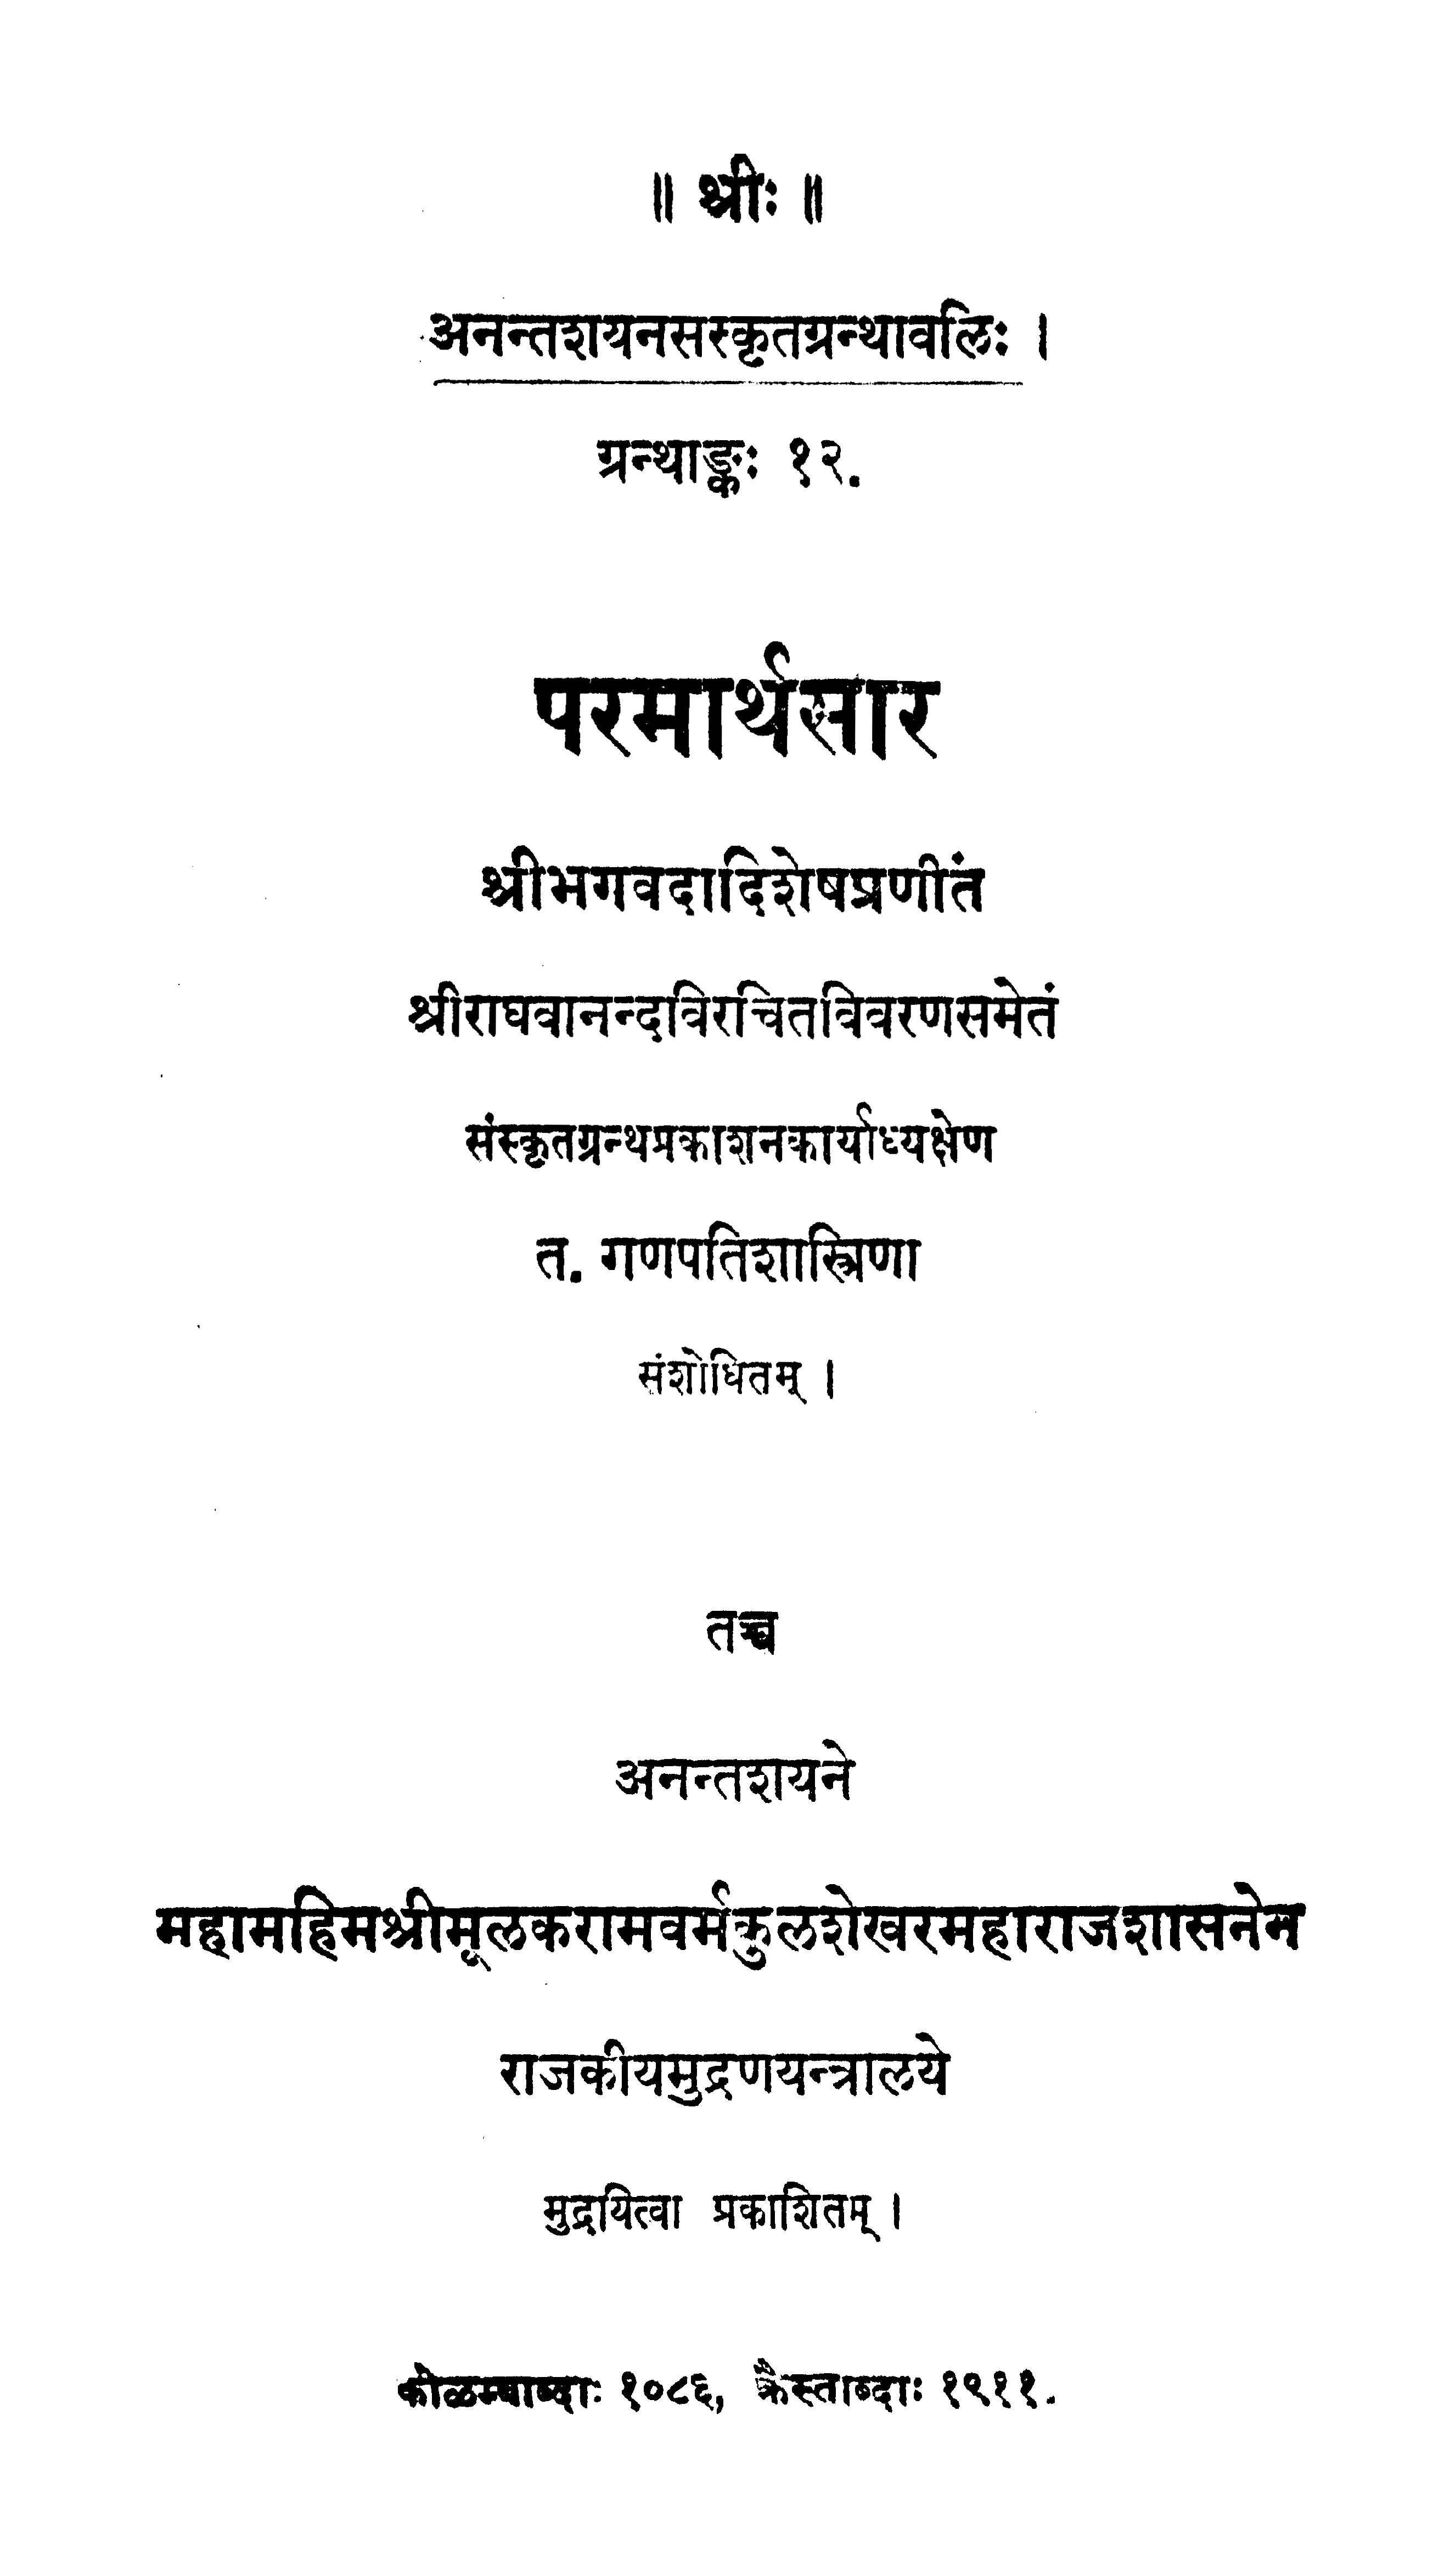 ॥ श्रीः ॥
अनन्तशयनसस्कृतग्रन्थावलिः ।
ग्रन्थाङ्कः १२.
परमार्थसार
श्रीभगवदादिशेषप्रणीतं
श्रीराघवानन्दविरचितविवरणसमेतं
संस्कृतग्रन्थप्रकाशनकार्याध्यक्षेण
त. गणपतिशास्त्रिणा
संशोधितम् ।
तच्च
अनन्तशयने
महामहिमश्रीमूलकरामवर्मकुलशेखरमहाराजशासनेन
राजकीयमुद्रणयन्त्रालये
मुद्रयित्वा प्रकाशितम् ।
कोळम्बाब्दाः १०८६, क्रैस्ताब्दाः १९११.